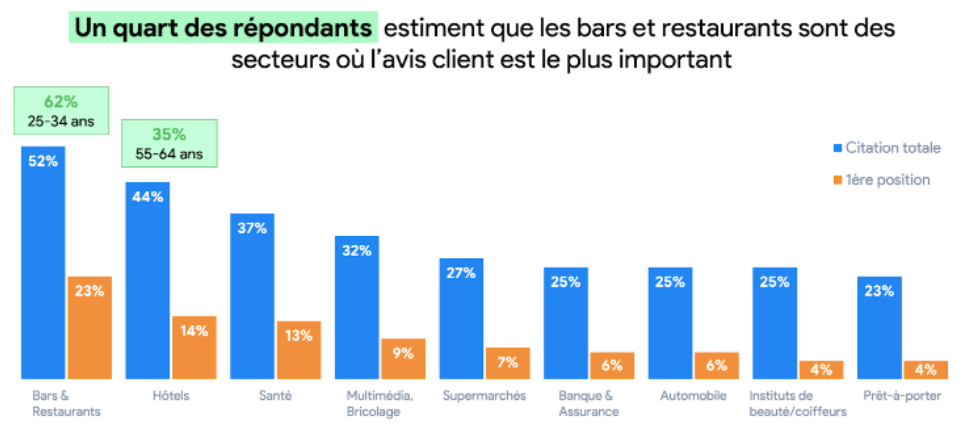 Un quart des répondants estiment que les bars et restaurants sont des
secteurs où l'avis client est le plus important
62%
25-34 ans
35%
55-64 ans
Citation totale
1ère position
52%
23%
44%
14%
37%
13%
32%
9%
27%
7%
25%
6%
25%
6%
25%
4%
23%
4%
Bars &
Restaurants
Hôtels
Santé
Multimédia,
Bricolage
Supermarchés
Banque &
Assurance
Automobile
Instituts de
beauté/coiffeurs
Prêt-à-porter